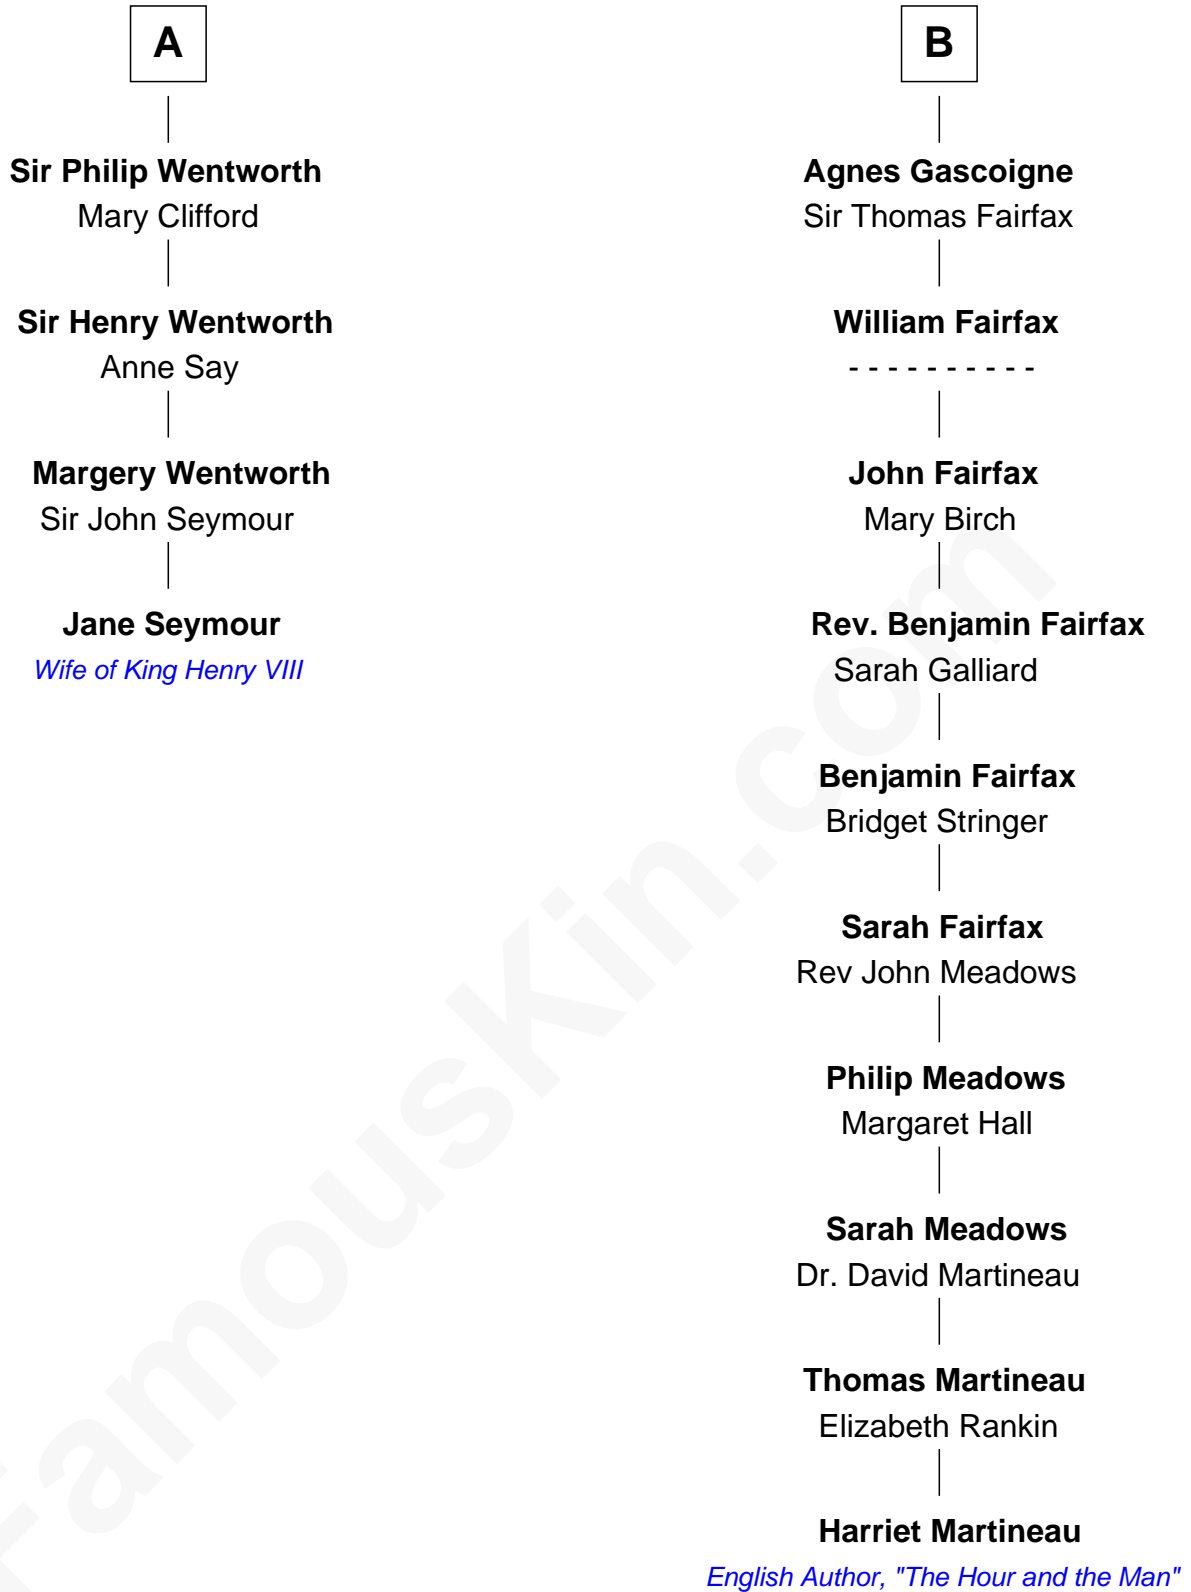 A
Sir Philip Wentworth
Mary Clifford
Sir Henry Wentworth
Anne Say
Margery Wentworth
Sir John Seymour
Jane Seymour
Wife of King Henry VIII
B
Agnes Gascoigne
Sir Thomas Fairfax
William Fairfax
- - - - - - - - - -
John Fairfax
Mary Birch
Rev. Benjamin Fairfax
Sarah Galliard
Benjamin Fairfax
Bridget Stringer
Sarah Fairfax
Rev John Meadows
Philip Meadows
Margaret Hall
Sarah Meadows
Dr. David Martineau
Thomas Martineau
Elizabeth Rankin
Harriet Martineau
English Author, "The Hour and the Man"
FamousKin.com